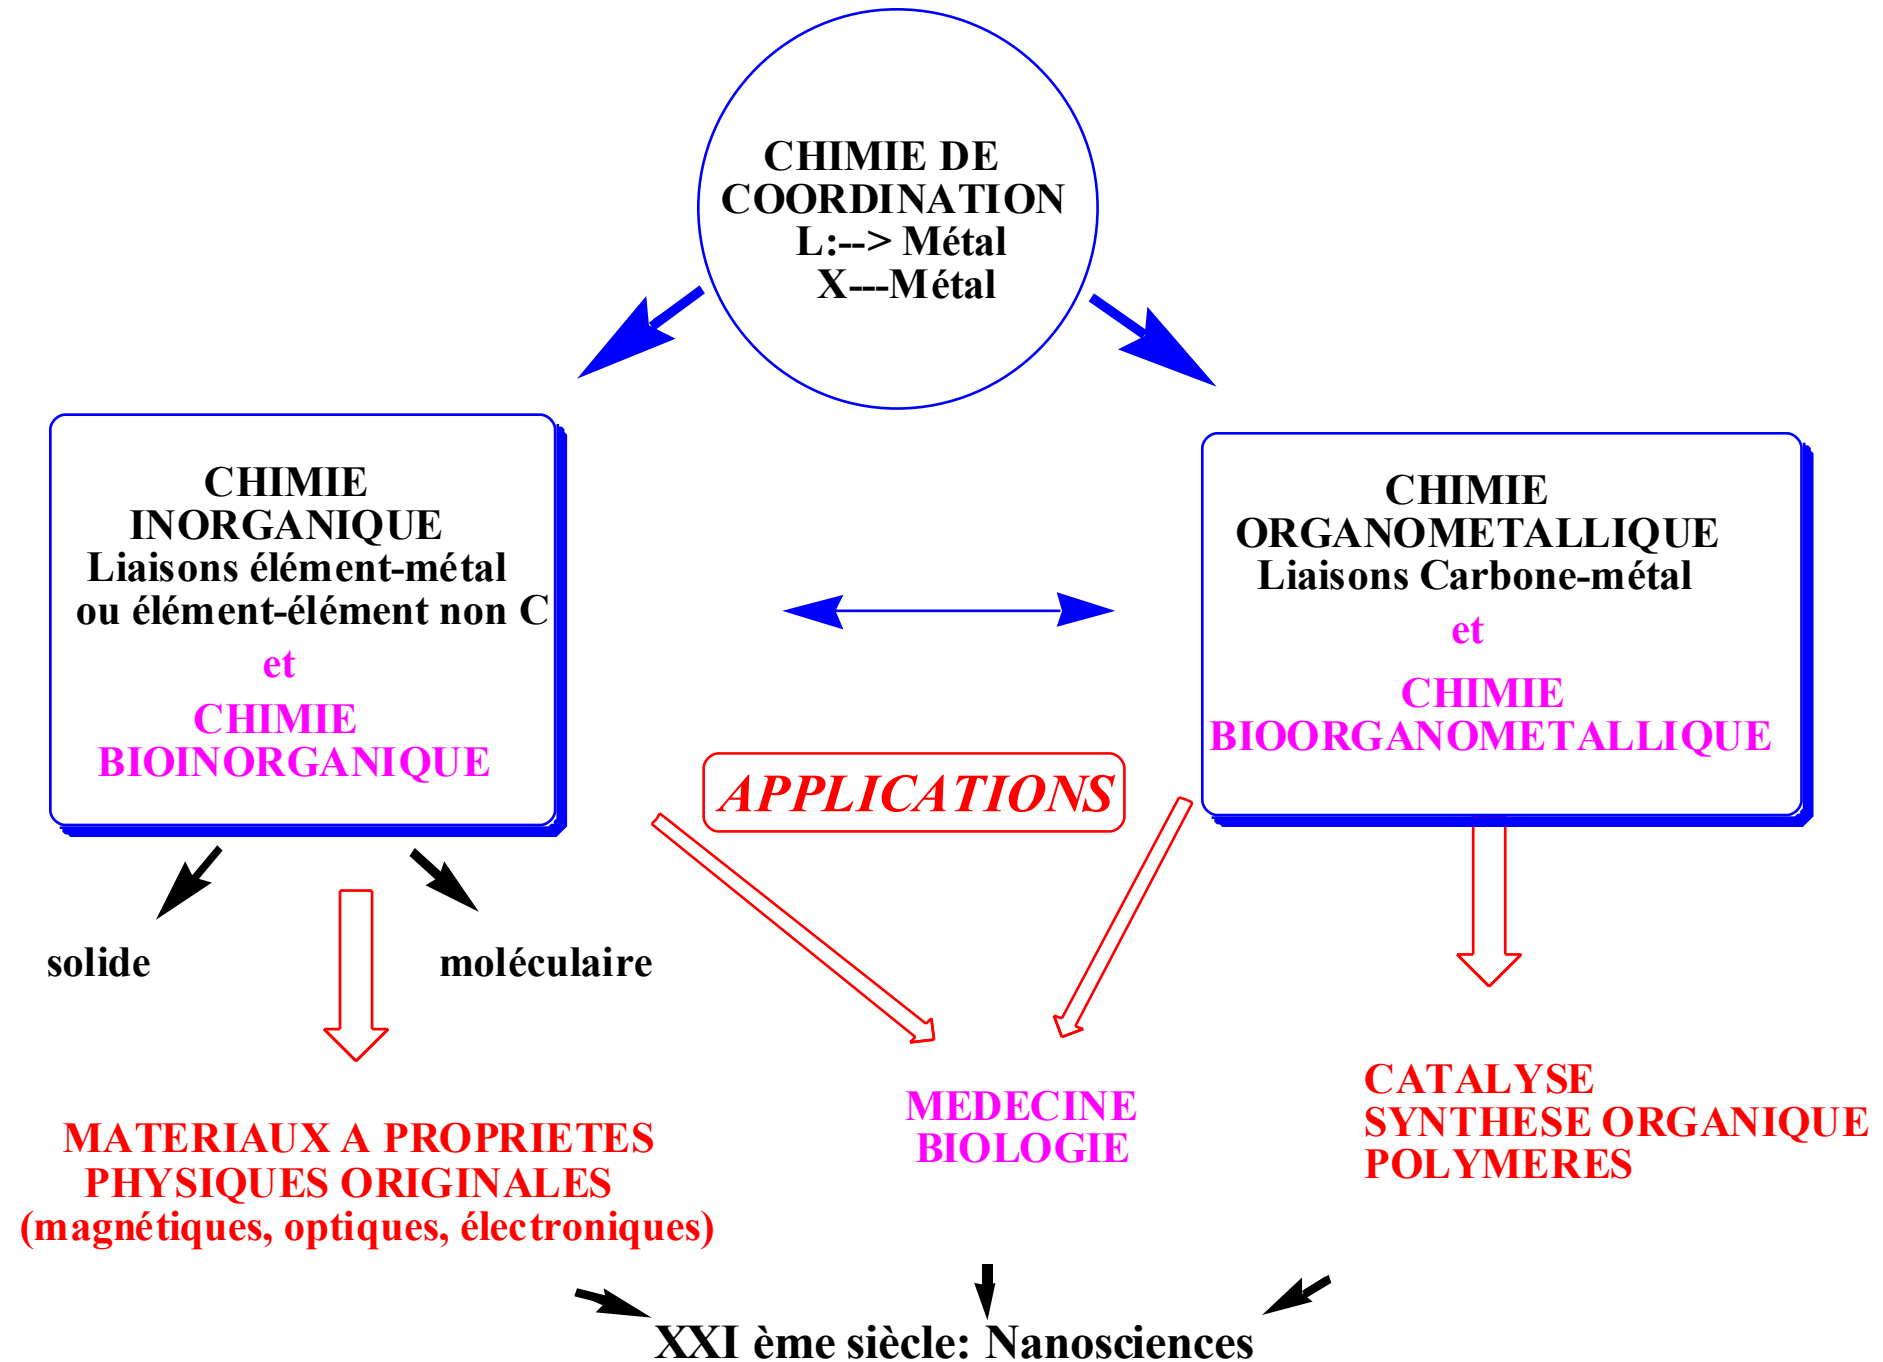 CHIMIE DE
COORDINATION
L:--> Métal
X---Métal
CHIMIE
INORGANIQUE
Liaisons élément-métal
ou élément-élément non C
et
CHIMIE
BIOINORGANIQUE
CHIMIE
ORGANOMETALLIQUE
Liaisons Carbone-métal
et
CHIMIE
BIOORGANOMETALLIQUE
APPLICATIONS
solide
moléculaire
MATERIAUX A PROPRIETES
PHYSIQUES ORIGINALES
(magnétiques, optiques, électroniques)
MEDECINE
BIOLOGIE
CATALYSE
SYNTHESE ORGANIQUE
POLYMERES
XXI ème siècle: Nanosciences